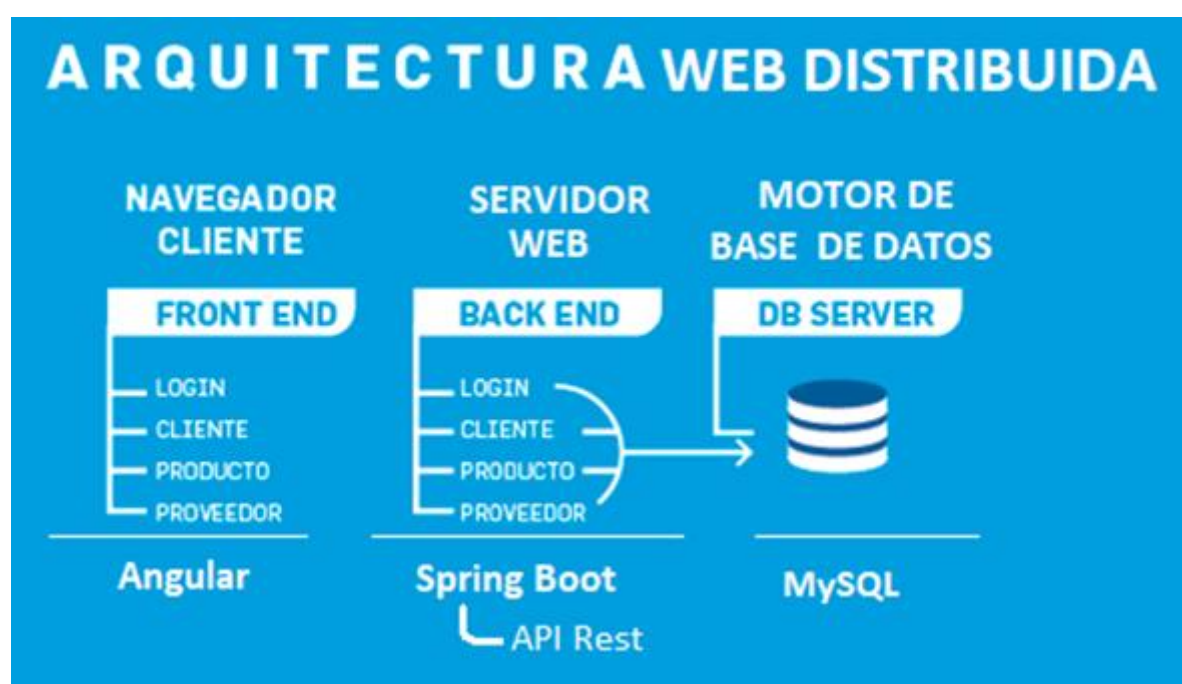 ARQUITECTURA WEB DISTRIBUIDA
NAVEGADOR
CLIENTE
FRONT END
LOGIN
CLIENTE
PRODUCTO
PROVEEDOR
Angular
SERVIDOR
WEB
BACK END
LOGIN
CLIENTE
PRODUCTO
PROVEEDOR
Spring Boot
API Rest
MOTOR DE
BASE DE DATOS
DB SERVER
MySQL